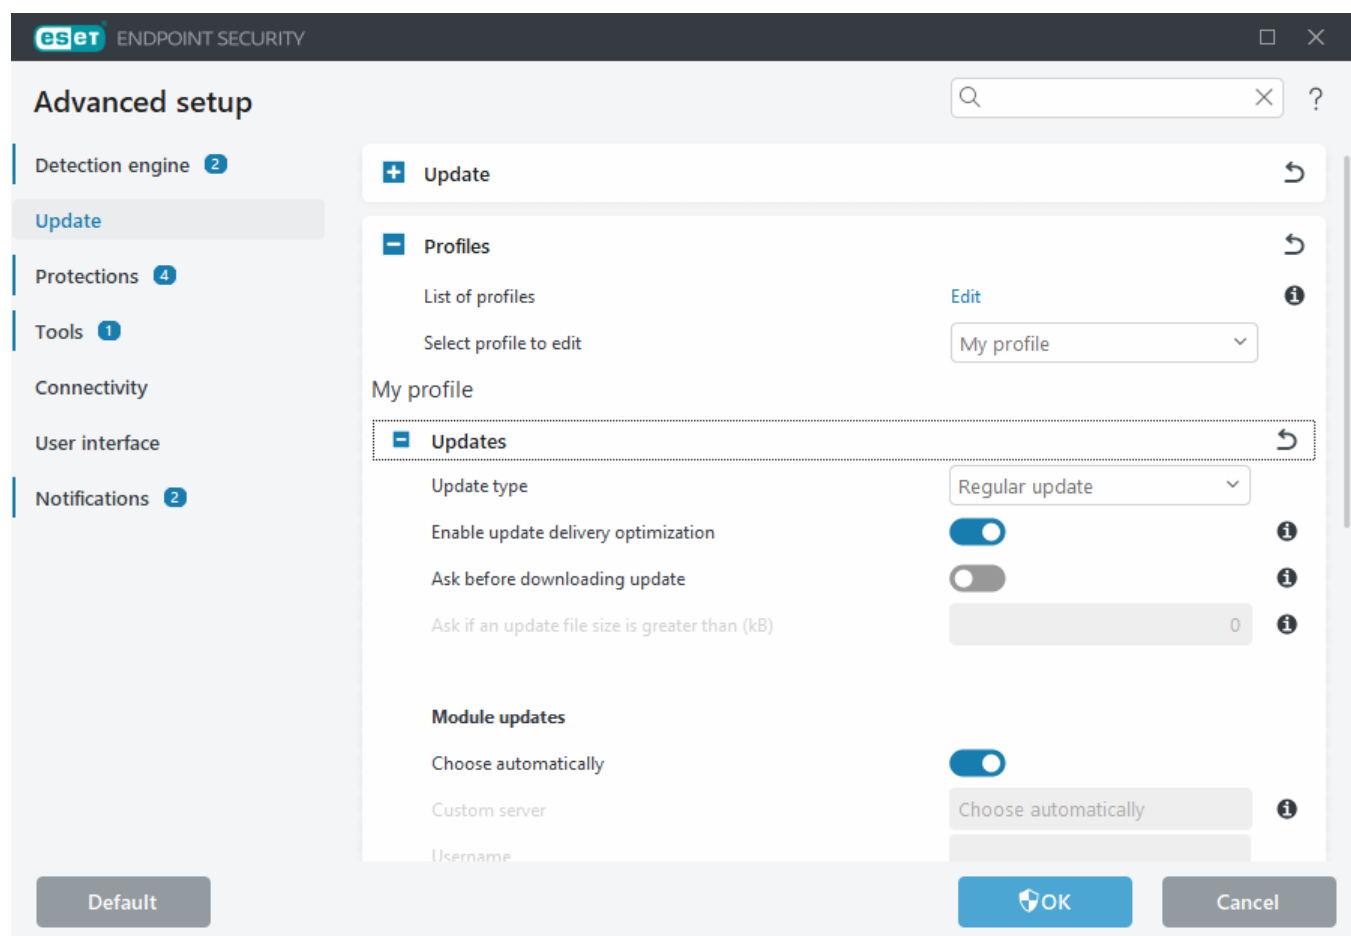 eset ENDPOINT SECURITY
Advanced setup
?
Detection engine 2
Update
Protections 4
Tools 1
Connectivity
User interface
Notifications 2
Update
Profiles
List of profiles Edit
Select profile to edit My profile
My profile
Updates
Update type Regular update
Enable update delivery optimization
Ask before downloading update
Ask if an update file size is greater than (kB) 0
Module updates
Choose automatically
Custom server Choose automatically
Username
Default OK Cancel